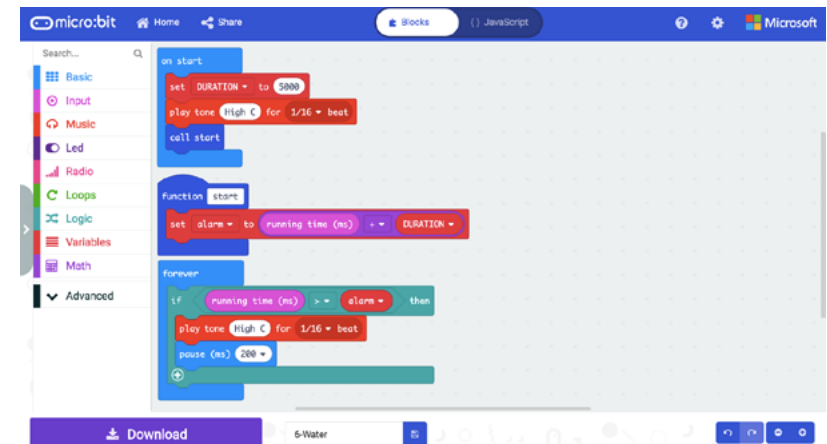 micro:bit Home Share Blocks {} JavaScript Microsoft
Search...
Basic
Input
Music
Led
Radio
Loops
Logic
Variables
Math
Advanced
on start
set DURATION to 5000
play tone High C for 1/16 beat
call start
function start
set alarm to running time (ms) + DURATION
forever
if running time (ms) > alarm then
play tone High C for 1/16 beat
pause (ms) 200
Download 6-Water